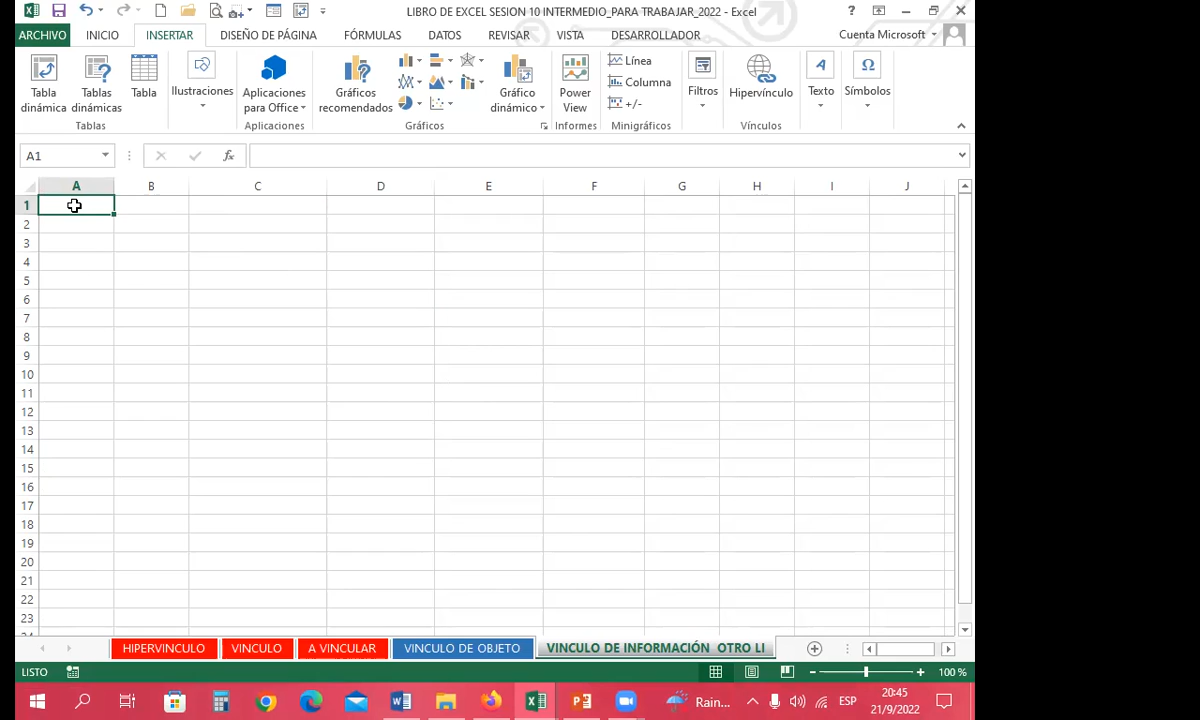 LIBRO DE EXCEL SESION 10 INTERMEDIO_PARA TRABAJAR_2022 - Excel
ARCHIVO INICIO INSERTAR DISEÑO DE PÁGINA FÓRMULAS DATOS REVISAR VISTA DESARROLLADOR Cuenta Microsoft
Tabla dinámica
Tablas dinámicas
Tabla
Tablas
Ilustraciones
Aplicaciones para Office
Aplicaciones
Gráficos recomendados
Gráficos
Gráfico dinámico
Power View
Informes
Línea
Columna
+/-
Minigráficos
Filtros
Hipervínculo
Vínculos
Texto
Símbolos
A1
fx
A B C D E F G H I J
1
2
3
4
5
6
7
8
9
10
11
12
13
14
15
16
17
18
19
20
21
22
23
HIPERVINCULO VINCULO A VINCULAR VINCULO DE OBJETO VINCULO DE INFORMACIÓN OTRO LI
LISTO 100 %
Rain... ESP 20:45
21/9/2022